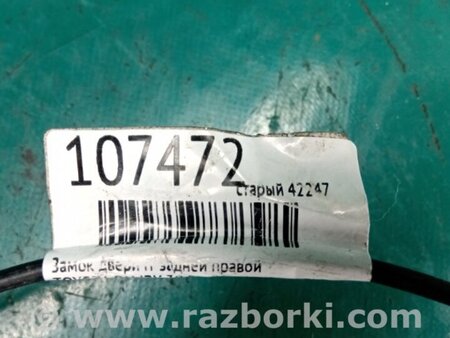 107472
старый 42247
Замок двери задней правой
www.razborki.com